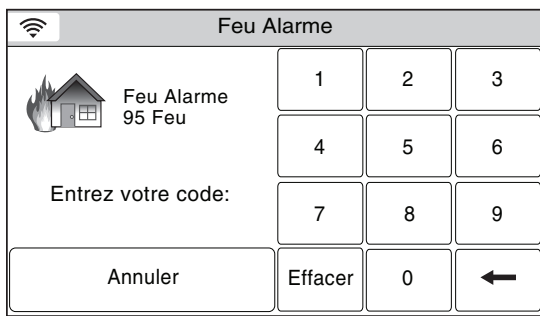 Feu Alarme
Feu Alarme
95 Feu
Entrez votre code:
1 2 3
4 5 6
7 8 9
Annuler Effacer 0